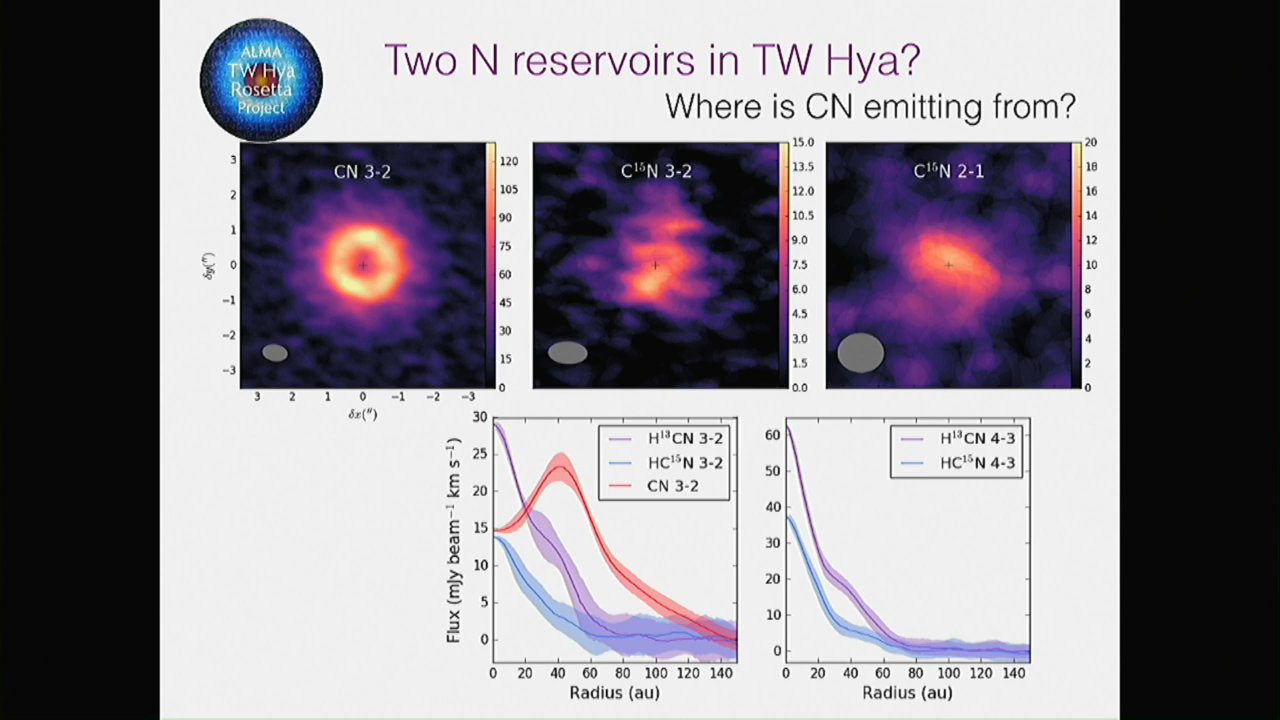 ALMA
TW Hya
Rosetta
Project
Two N reservoirs in TW Hya?
Where is CN emitting from?
CN 3-2
C¹⁵N 3-2
C¹⁵N 2-1
3
2
1
0
−1
−2
−3
δy(″)
3 2 1 0 −1 −2 −3
δx(″)
120
105
90
75
60
45
30
15
0
15.0
13.5
12.0
10.5
9.0
7.5
6.0
4.5
3.0
1.5
0.0
20
18
16
14
12
10
8
6
4
2
0
30
25
20
15
10
5
0
Flux (mJy beam⁻¹ km s⁻¹)
H¹³CN 3-2
HC¹⁵N 3-2
CN 3-2
0 20 40 60 80 100 120 140
Radius (au)
60
50
40
30
20
10
0
H¹³CN 4-3
HC¹⁵N 4-3
0 20 40 60 80 100 120 140
Radius (au)